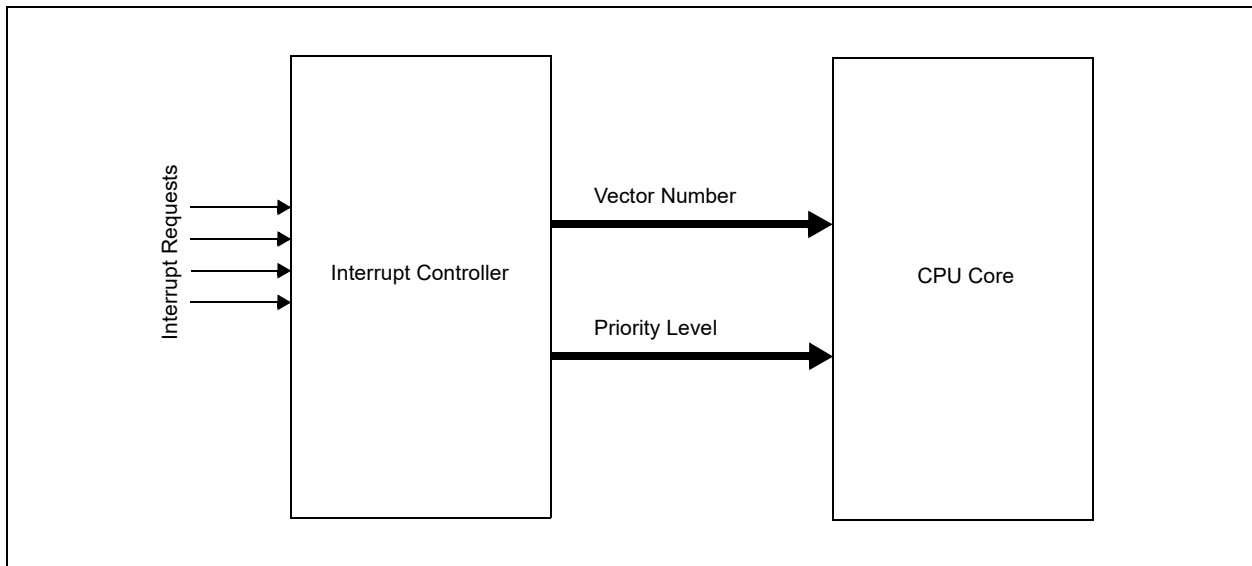 Interrupt Requests
Interrupt Controller
Vector Number
Priority Level
CPU Core